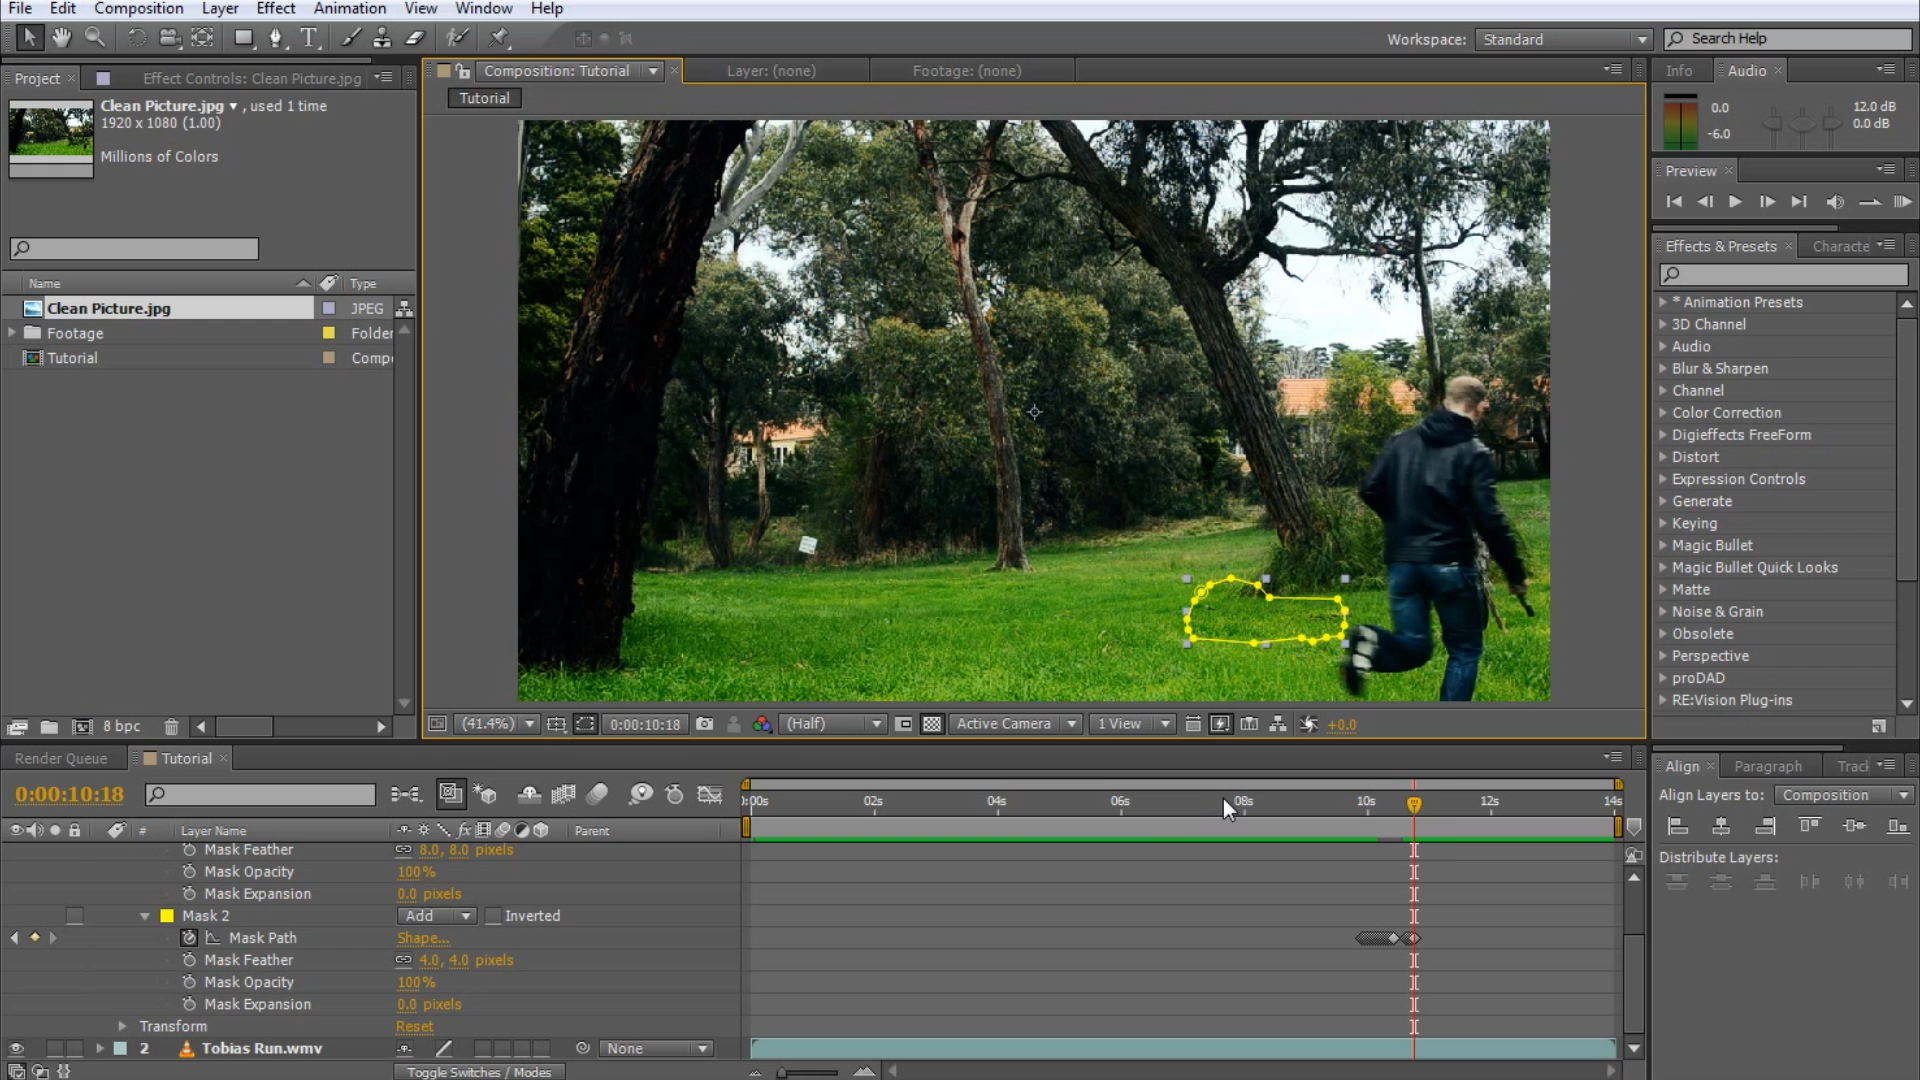 File Edit Composition Layer Effect Animation View Window Help
Workspace: Standard Search Help
Project × Effect Controls: Clean Picture.jpg
Composition: Tutorial × Layer: (none) Footage: (none)
Info Audio ×
Tutorial
Clean Picture.jpg ▼ , used 1 time
1920 x 1080 (1.00)
Millions of Colors
0.0 12.0 dB
-6.0 0.0 dB
Preview ×
Effects & Presets × Characte
Name Type
Clean Picture.jpg JPEG
Footage Folder
Tutorial Compo
* Animation Presets
3D Channel
Audio
Blur & Sharpen
Channel
Color Correction
Digieffects FreeForm
Distort
Expression Controls
Generate
Keying
Magic Bullet
Magic Bullet Quick Looks
Matte
Noise & Grain
Obsolete
Perspective
proDAD
RE:Vision Plug-ins
8 bpc
(41.4%) 0:00:10:18 (Half) Active Camera 1 View +0.0
Render Queue Tutorial ×
Align × Paragraph Track
0:00:10:18
0:00s 02s 04s 06s 08s 10s 12s 14s
Align Layers to: Composition
Distribute Layers:
# Layer Name fx Parent
Mask Feather 8.0, 8.0 pixels
Mask Opacity 100%
Mask Expansion 0.0 pixels
Mask 2 Add Inverted
Mask Path Shape...
Mask Feather 4.0, 4.0 pixels
Mask Opacity 100%
Mask Expansion 0.0 pixels
Transform Reset
2 Tobias Run.wmv None
Toggle Switches / Modes